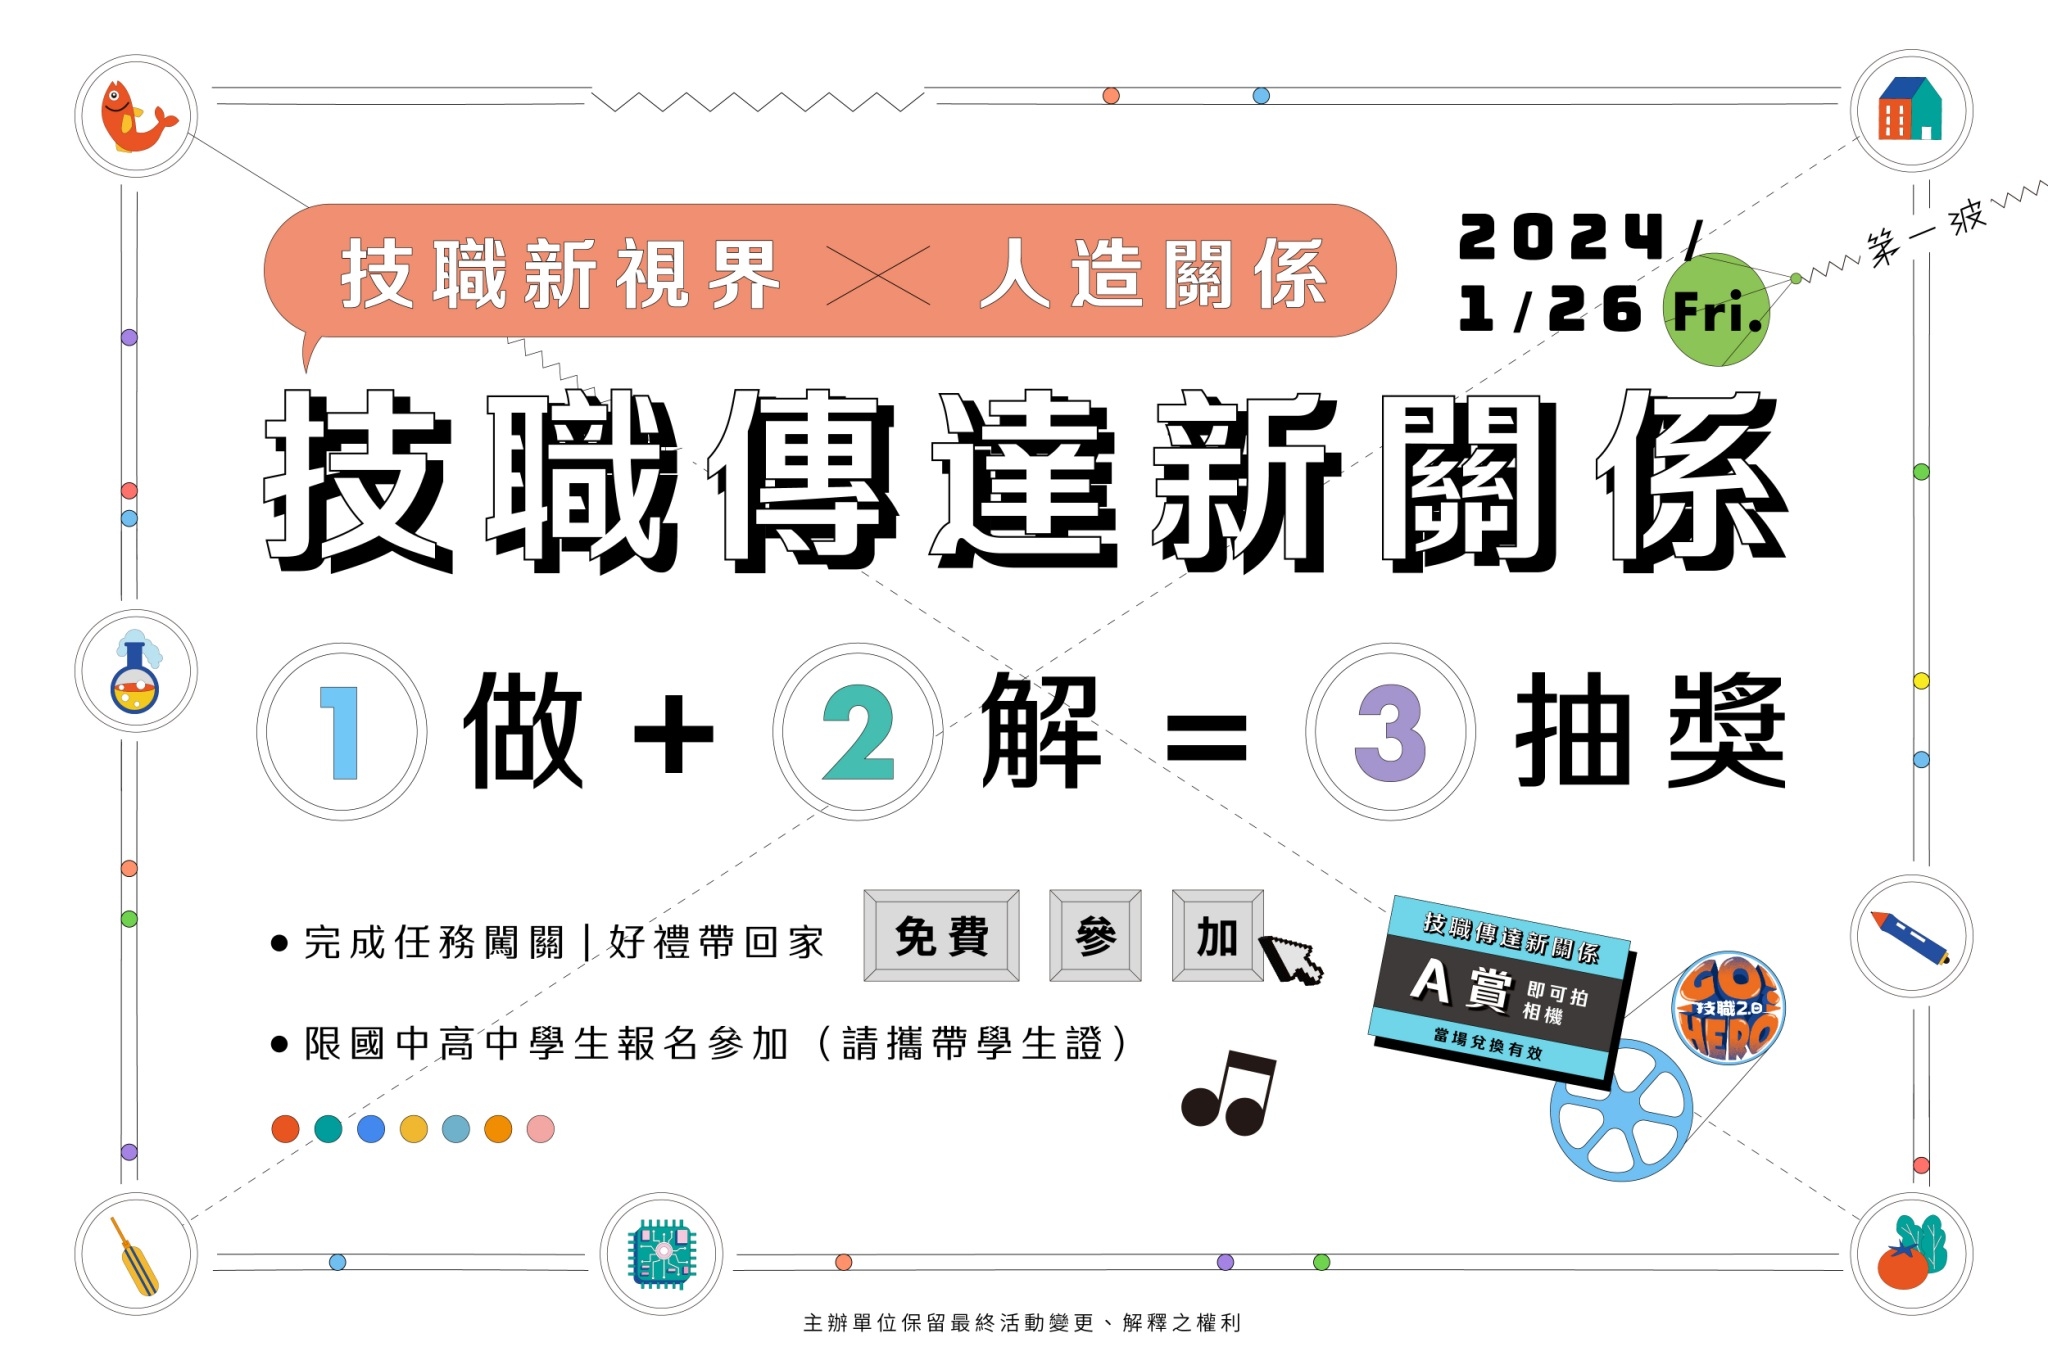 技職新視界╳人造關係
2024/
1/26 Fri.
第一波
技職傳達新關係
1 做 + 2 解 = 3 抽獎
●完成任務闖關|好禮帶回家
免費 參 加
●限國中高中學生報名參加（請攜帶學生證）
技職傳達新關係
A賞 即可拍
相機
當場兌換有效
GO!
技職2.0
HERO
主辦單位保留最終活動變更、解釋之權利